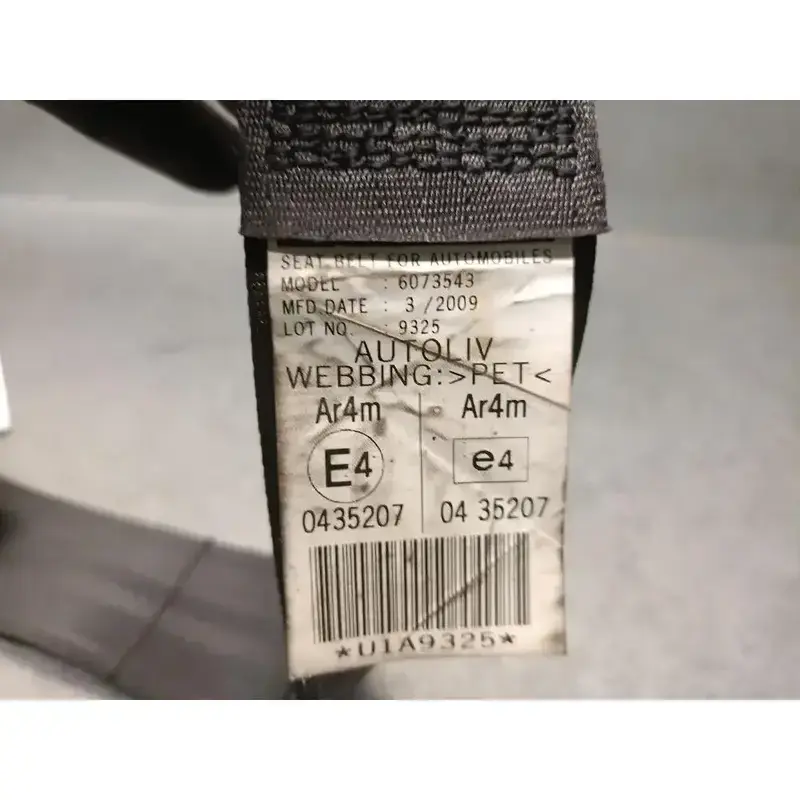 SEAT BELT FOR AUTOMOBILES
MODEL : 6073543
MFD.DATE : 3 /2009
LOT NO. : 9325
AUTOLIV
WEBBING:>PET<
Ar4m Ar4m
E4 e4
0435207 04 35207
*U1A9325*